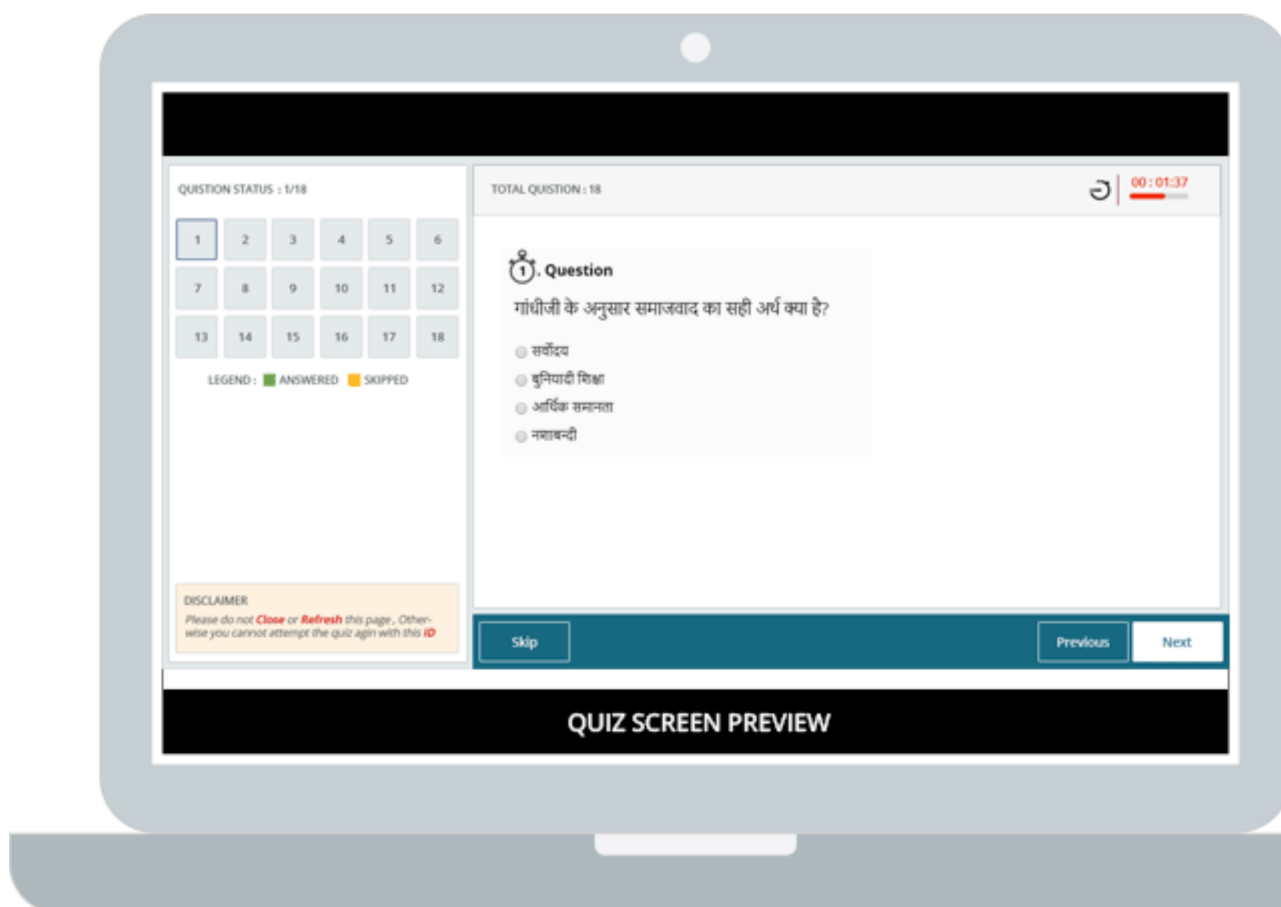 QUISTION STATUS : 1/18
1 2 3 4 5 6
7 8 9 10 11 12
13 14 15 16 17 18
LEGEND : ANSWERED SKIPPED
DISCLAIMER
Please do not Close or Refresh this page , Other-
wise you cannot attempt the quiz agin with this ID
TOTAL QUISTION : 18
00 : 01:37
1. Question
गांधीजी के अनुसार समाजवाद का सही अर्थ क्या है?
सर्वोदय
बुनियादी शिक्षा
आर्थिक समानता
नशाबन्दी
Skip
Previous
Next
QUIZ SCREEN PREVIEW